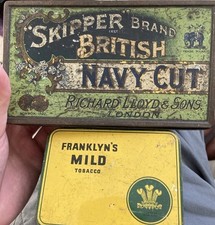 "SKIPPER" BRAND
BRITISH
NAVY CUT
RICHARD LLOYD & SONS.
LONDON.
FRANKLYN'S
MILD
TOBACCO